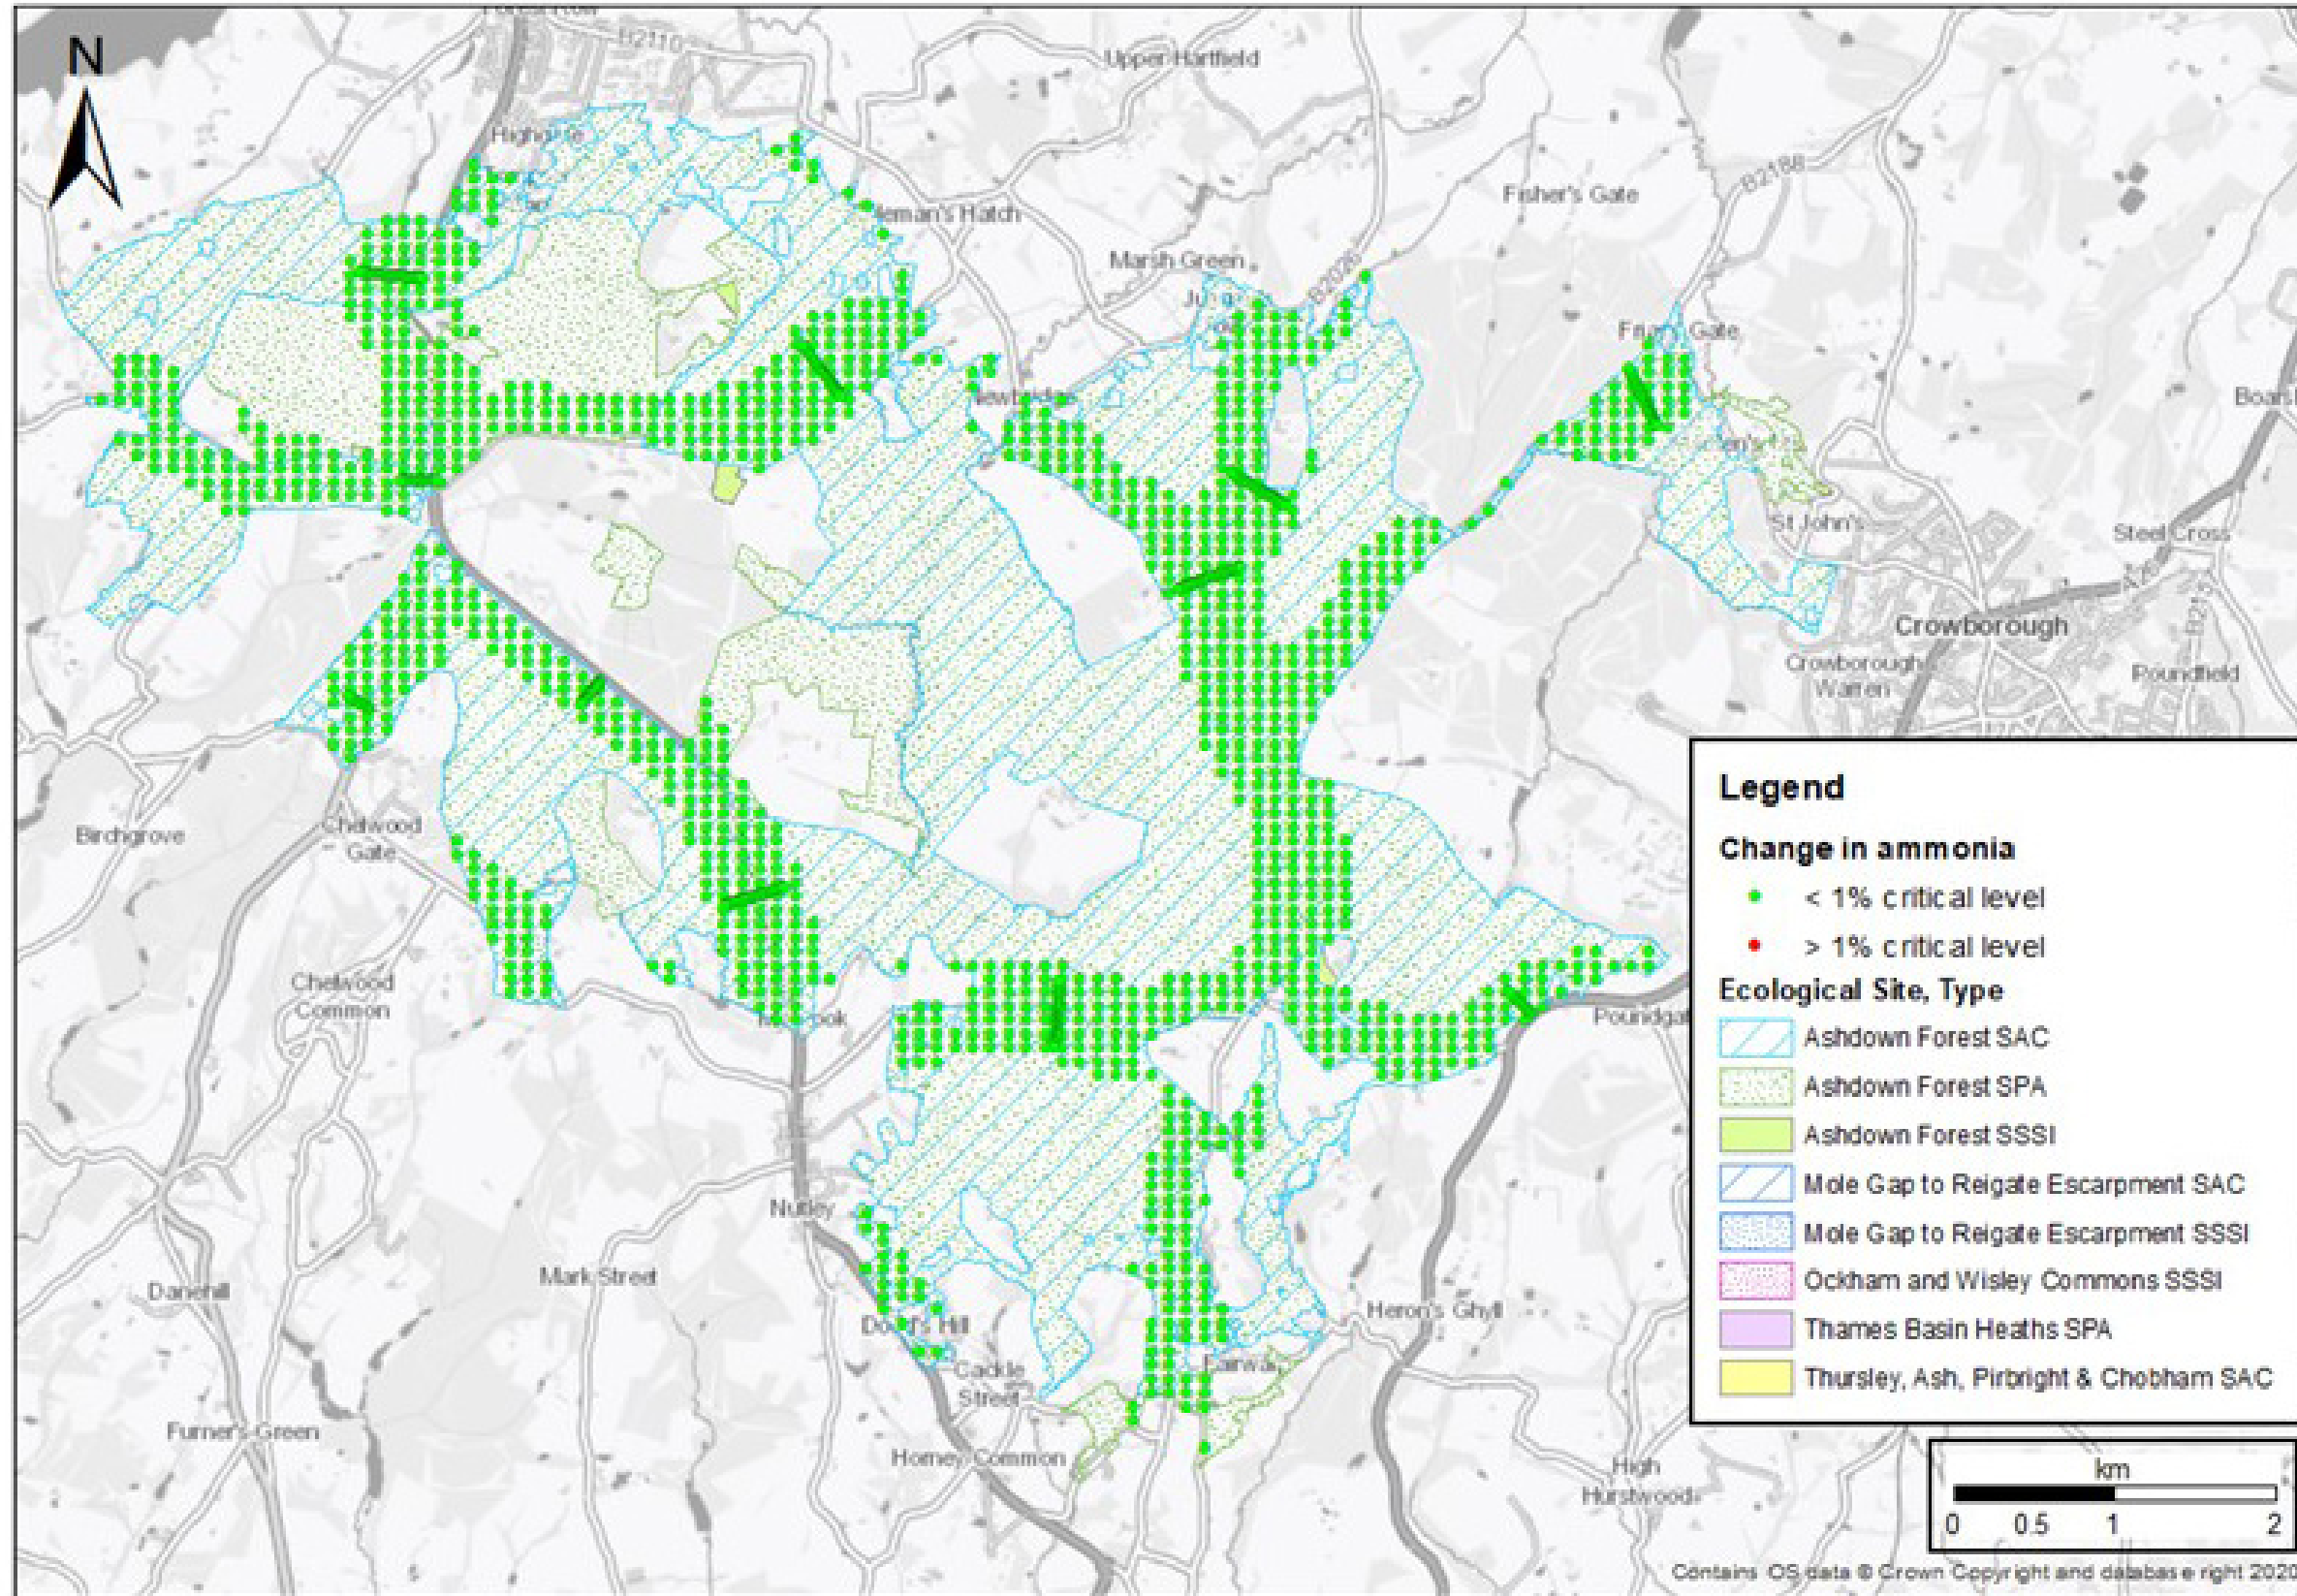 N
B2110
Upper Hartfield
Fisher's Gate
B2188
Marsh Green
B2026
Gate
St John's
Steel Cross
Crowborough
Crowborough
Warren
Poundfield
Birchgrove
Chelwood
Gate
Chelwood
Common
Nutley
Danehill
Mark Street
Heron's Ghyll
Hill
Cackle
Street
Furner's Green
Horney Common
High
Hurstwood
Legend
Change in ammonia
< 1% critical level
> 1% critical level
Ecological Site, Type
Ashdown Forest SAC
Ashdown Forest SPA
Ashdown Forest SSSI
Mole Gap to Reigate Escarpment SAC
Mole Gap to Reigate Escarpment SSSI
Ockham and Wisley Commons SSSI
Thames Basin Heaths SPA
Thursley, Ash, Pirbright & Chobham SAC
km
0 0.5 1 2
Contains OS data © Crown Copyright and database right 2020